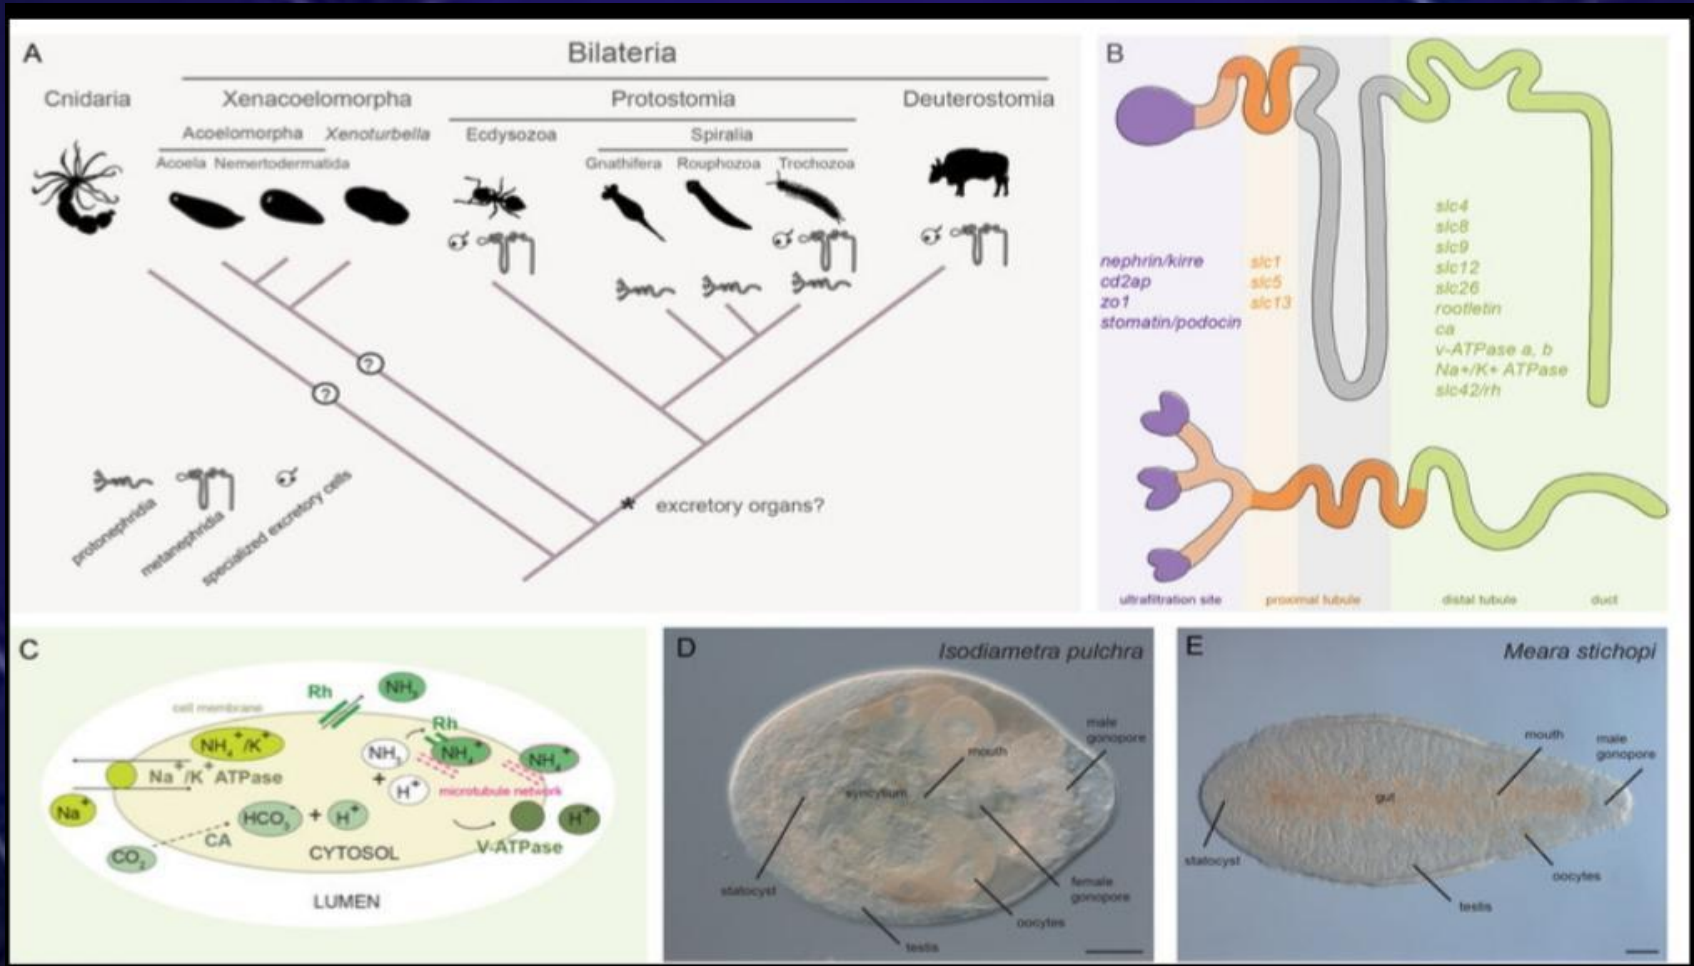 A
Bilateria
Cnidaria
Xenacoelomorpha
Protostomia
Deuterostomia
Acoelomorpha
Xenoturbella
Ecdysozoa
Spiralia
Acoela
Nemertodermatida
Gnathifera
Rouphozoa
Trochozoa
?
?
* excretory organs?
protonephridia
metanephridia
specialized excretory cells
B
nephrin/kirre
cd2ap
zo1
stomatin/podocin
slc1
slc5
slc13
slc4
slc8
slc9
slc12
slc26
rootletin
ca
v-ATPase a, b
Na+/K+ ATPase
slc42/rh
ultrafiltration site
proximal tubule
distal tubule
duct
C
Rh
NH3
cell membrane
Rh
NH4+/K+
NH3
NH4+
NH4+
Na+/K+ ATPase
+
H+
microtubule network
Na+
HCO3-
+
H+
H+
CA
V-ATPase
CO2
CYTOSOL
LUMEN
D
Isodiametra pulchra
male
gonopore
mouth
syncytium
statocyst
female
gonopore
oocytes
testis
E
Meara stichopi
mouth
male
gonopore
gut
statocyst
oocytes
testis